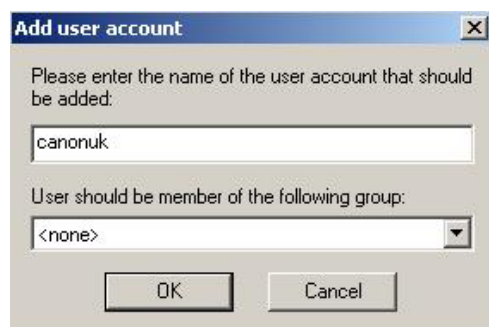 Add user account
Please enter the name of the user account that should
be added:
canonuk
User should be member of the following group:
<none>
OK
Cancel